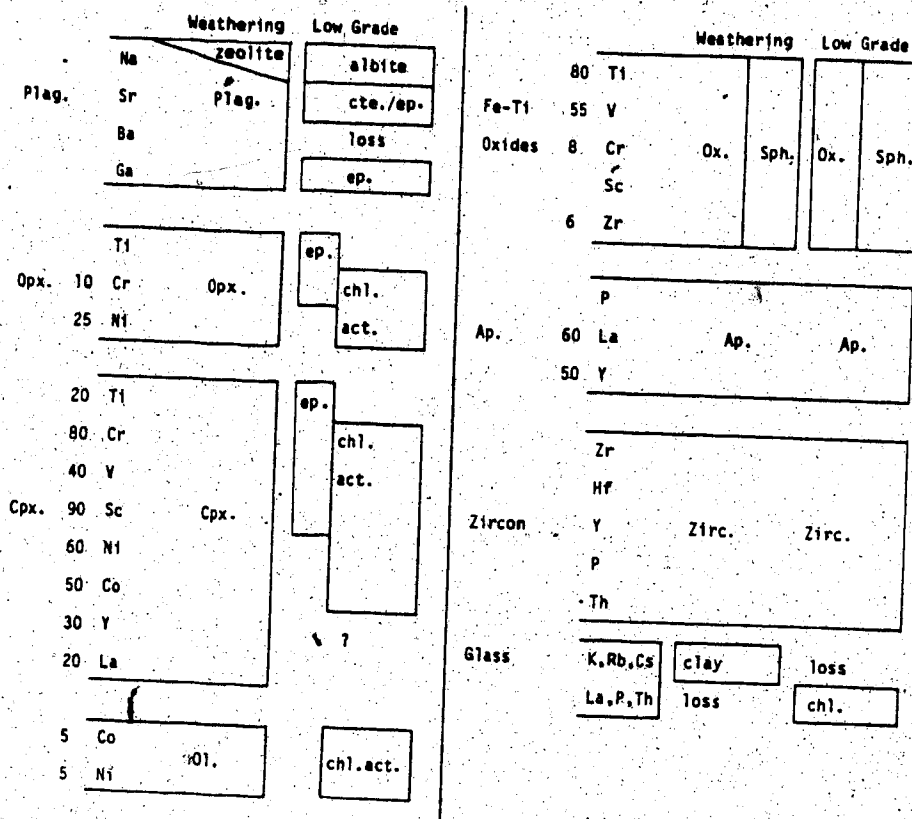 Weathering Low Grade
Na zeolite albite
Plag. Sr Plag. cte./ep.
Ba loss
Ga ep.
Ti ep.
Opx. 10 Cr Opx. chl.
25 Ni act.
20 Ti ep.
80 Cr chl.
40 V act.
Cpx. 90 Sc Cpx.
60 Ni
50 Co
30 Y ?
20 La
5 Co Ol. chl.act.
5 Ni
Weathering Low Grade
80 Ti
Fe-Ti 55 V
Oxides 8 Cr Ox. Sph. Ox. Sph.
Sc
6 Zr
P
Ap. 60 La Ap. Ap.
50 Y
Zr
Hf
Zircon Y Zirc. Zirc.
P
Th
Glass K,Rb,Cs clay loss
La,P,Th loss chl.